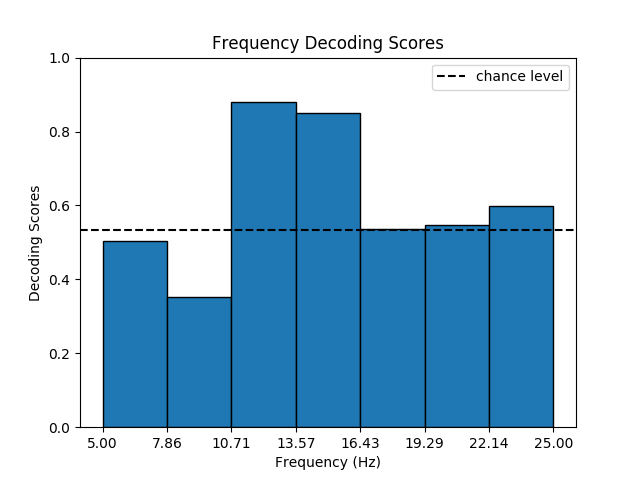 Frequency Decoding Scores
chance level
1.0
0.8
0.6
0.4
0.2
0.0
Decoding Scores
5.00 7.86 10.71 13.57 16.43 19.29 22.14 25.00
Frequency (Hz)